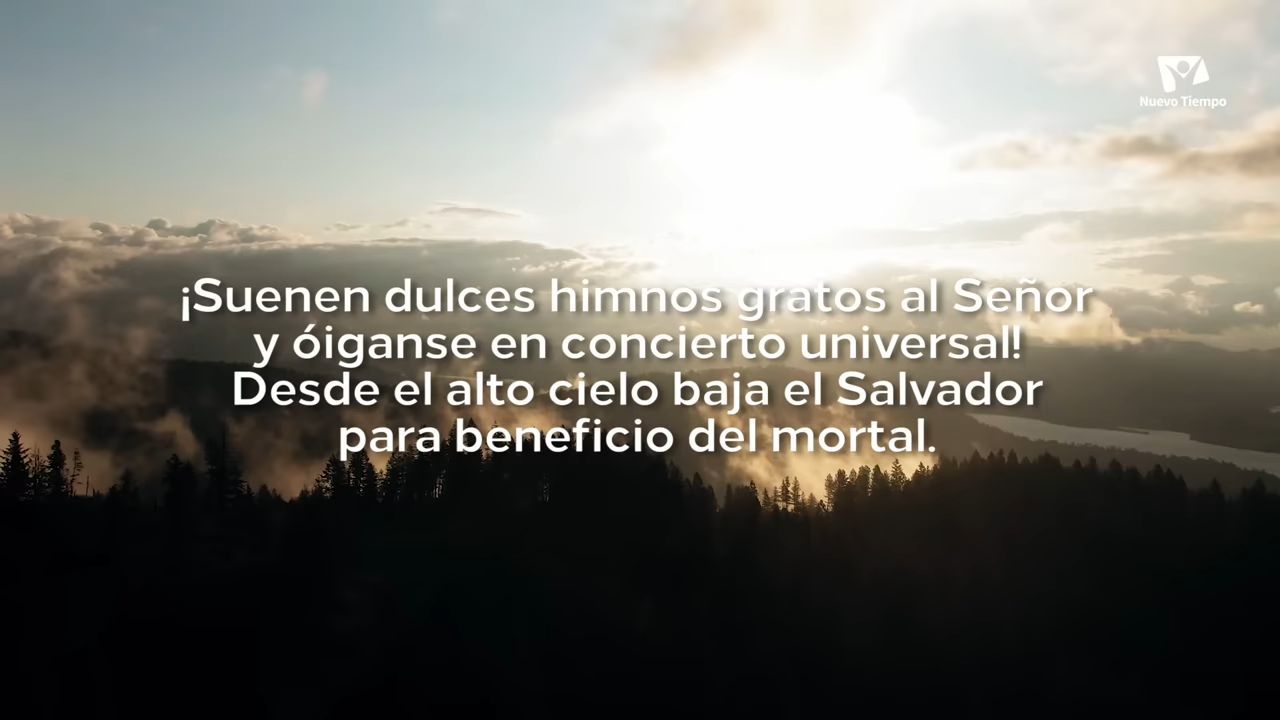 Nuevo Tiempo
¡Suenen dulces himnos gratos al Señor
y óiganse en concierto universal!
Desde el alto cielo baja el Salvador
para beneficio del mortal.